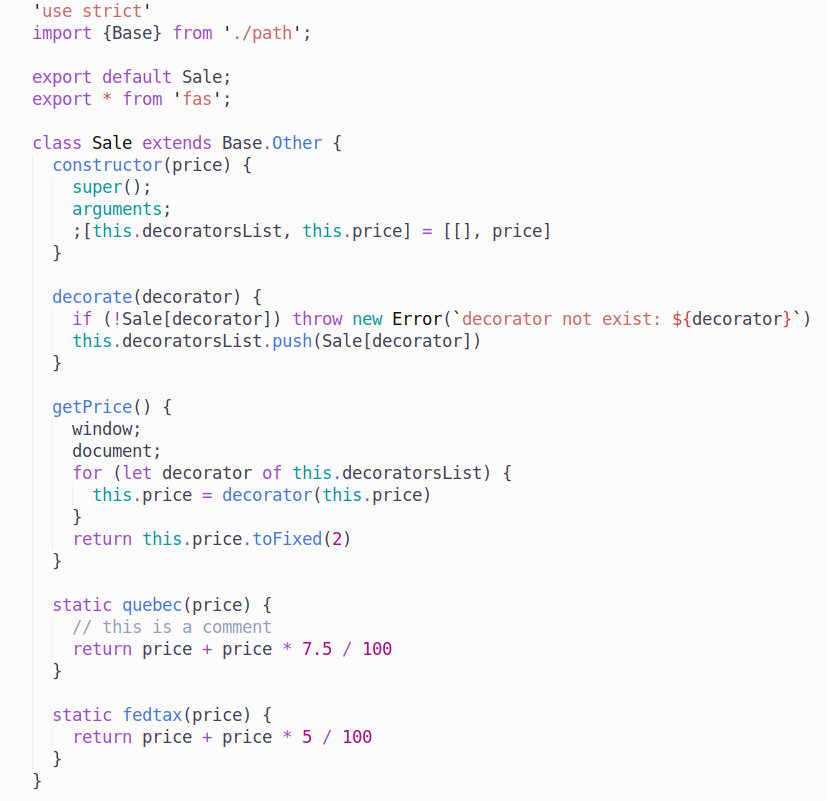 'use strict'
import {Base} from './path';

export default Sale;
export * from 'fas';

class Sale extends Base.Other {
  constructor(price) {
    super();
    arguments;
    ;[this.decoratorsList, this.price] = [[], price]
  }

  decorate(decorator) {
    if (!Sale[decorator]) throw new Error(`decorator not exist: ${decorator}`)
    this.decoratorsList.push(Sale[decorator])
  }

  getPrice() {
    window;
    document;
    for (let decorator of this.decoratorsList) {
      this.price = decorator(this.price)
    }
    return this.price.toFixed(2)
  }

  static quebec(price) {
    // this is a comment
    return price + price * 7.5 / 100
  }

  static fedtax(price) {
    return price + price * 5 / 100
  }
}